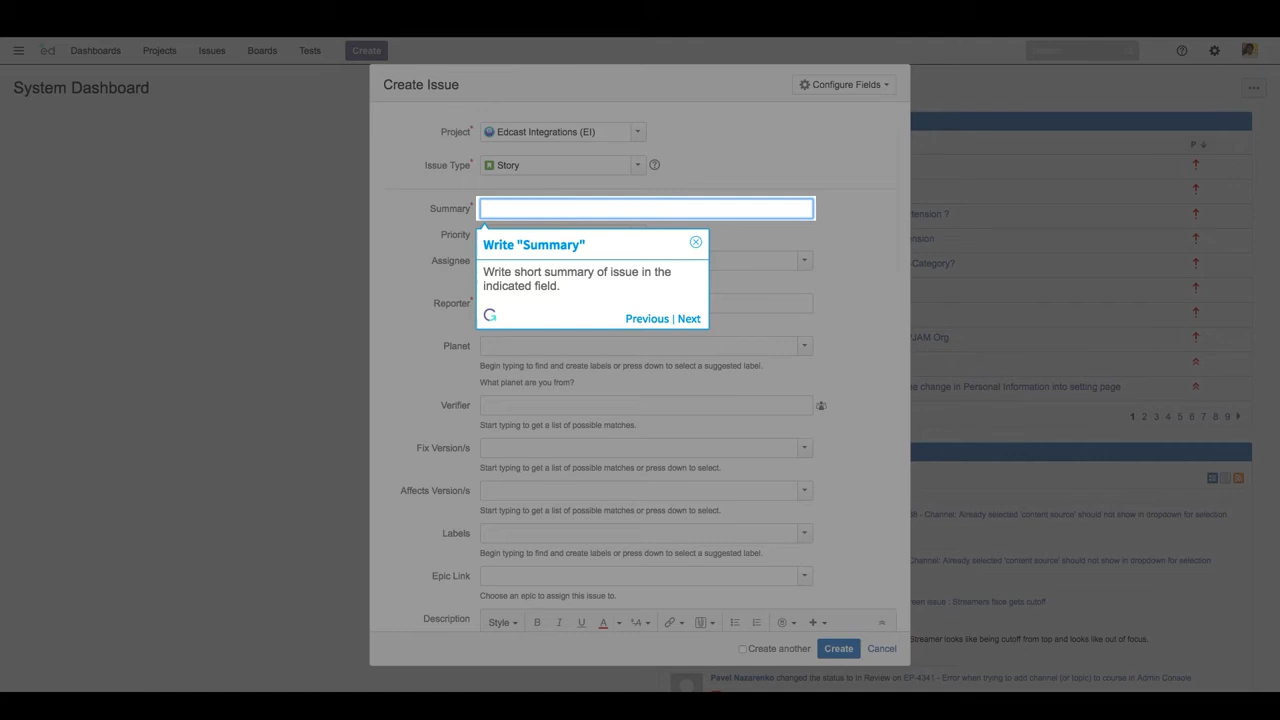 ed Dashboards Projects Issues Boards Tests Create Search
System Dashboard
Create Issue Configure Fields
Project* Edcast Integrations (EI)
P
Issue Type* Story
Summary*
Priority
Write "Summary"
Write short summary of issue in the
indicated field.
Previous | Next
Assignee
Reporter*
tension ?
ension
Category?
JAM Org
Planet
Begin typing to find and create labels or press down to select a suggested label.
What planet are you from?
ne change in Personal Information into setting page
1 2 3 4 5 6 7 8 9
Verifier
Start typing to get a list of possible matches.
Fix Version/s
Start typing to get a list of possible matches or press down to select.
Affects Version/s
Start typing to get a list of possible matches or press down to select.
Labels
Begin typing to find and create labels or press down to select a suggested label.
Epic Link
Choose an epic to assign this issue to.
Description Style B I U A
Create another Create Cancel
- Channel: Already selected 'content source' should not show in dropdown for selection
Channel: Already selected 'content source' should not show in dropdown for selection
een issue : Streamers face gets cutoff
Streamer looks like being cutoff from top and looks like out of focus.
Pavel Nazarenko changed the status to In Review on EP-4341 - Error when trying to add channel (or topic) to course in Admin Console